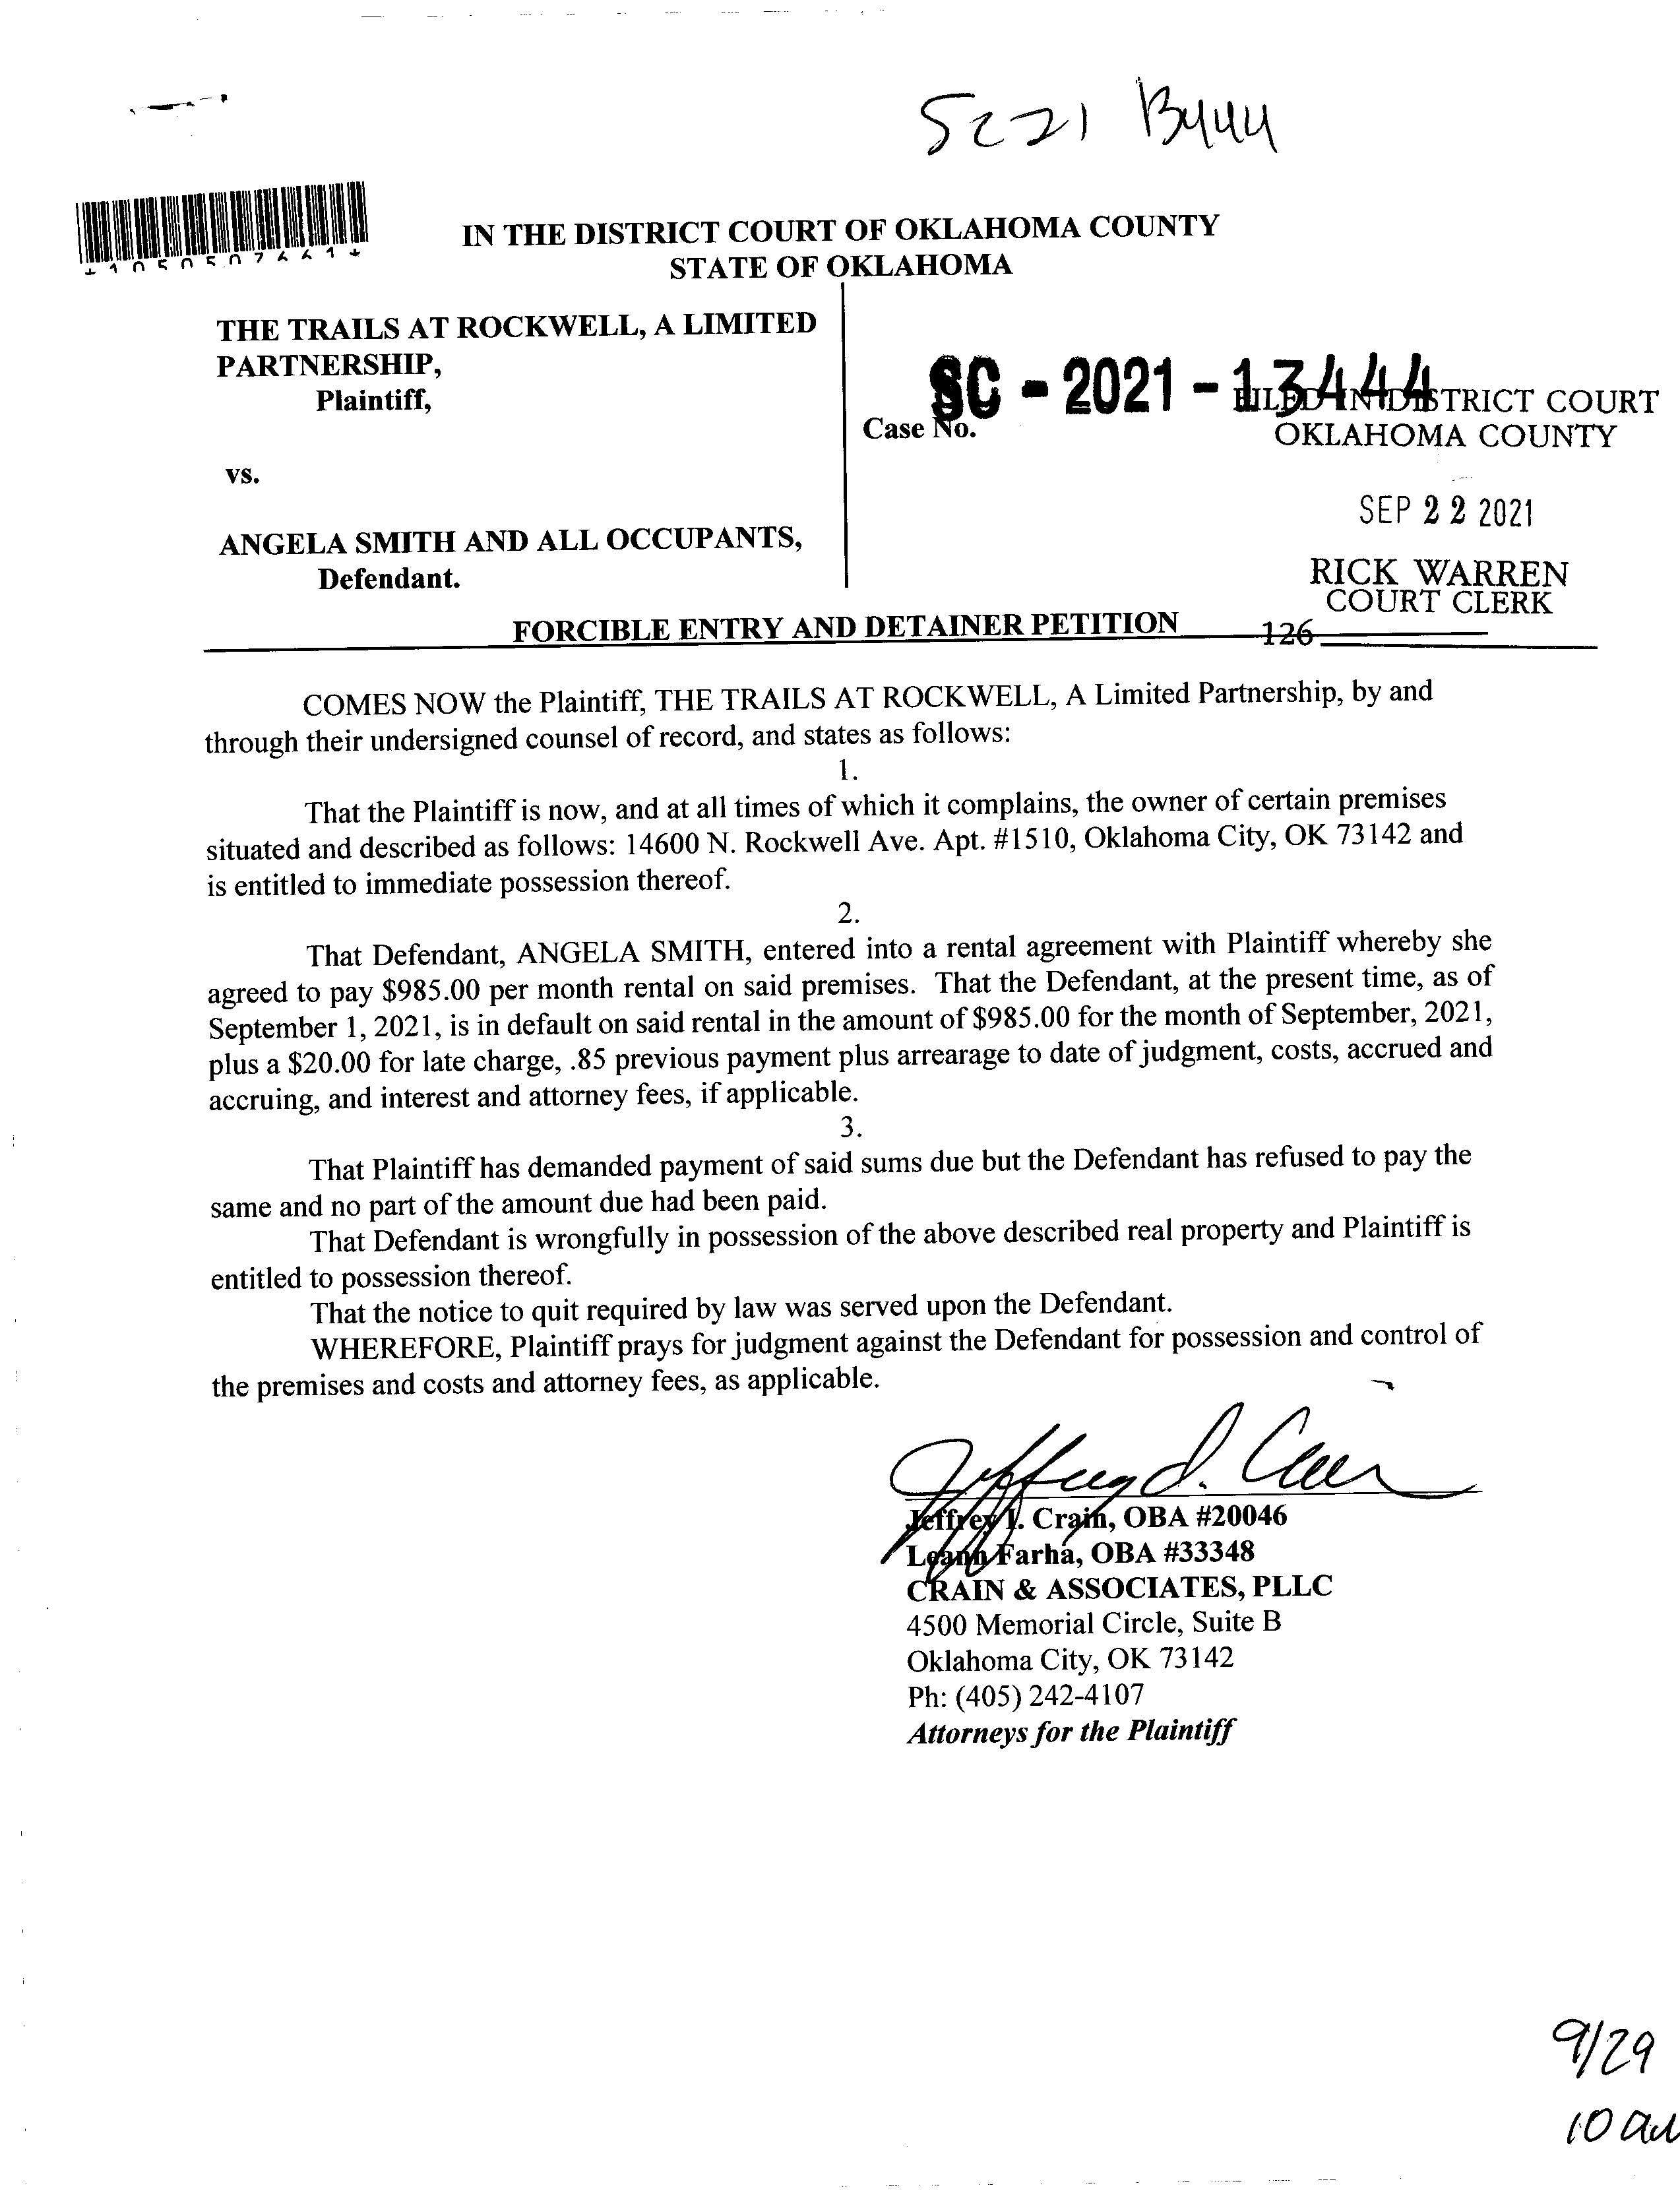 SC21 13444
IN THE DISTRICT COURT OF OKLAHOMA COUNTY
STATE OF OKLAHOMA
THE TRAILS AT ROCKWELL, A LIMITED
PARTNERSHIP,
Plaintiff,
vs.
ANGELA SMITH AND ALL OCCUPANTS,
Defendant.
SC - 2021 - 13444
Case No.
FILED IN DISTRICT COURT
OKLAHOMA COUNTY
SEP 22 2021
RICK WARREN
COURT CLERK
126
FORCIBLE ENTRY AND DETAINER PETITION
COMES NOW the Plaintiff, THE TRAILS AT ROCKWELL, A Limited Partnership, by and
through their undersigned counsel of record, and states as follows:
1.
That the Plaintiff is now, and at all times of which it complains, the owner of certain premises
situated and described as follows: 14600 N. Rockwell Ave. Apt. #1510, Oklahoma City, OK 73142 and
is entitled to immediate possession thereof.
2.
That Defendant, ANGELA SMITH, entered into a rental agreement with Plaintiff whereby she
agreed to pay $985.00 per month rental on said premises. That the Defendant, at the present time, as of
September 1, 2021, is in default on said rental in the amount of $985.00 for the month of September, 2021,
plus a $20.00 for late charge, .85 previous payment plus arrearage to date of judgment, costs, accrued and
accruing, and interest and attorney fees, if applicable.
3.
That Plaintiff has demanded payment of said sums due but the Defendant has refused to pay the
same and no part of the amount due had been paid.
That Defendant is wrongfully in possession of the above described real property and Plaintiff is
entitled to possession thereof.
That the notice to quit required by law was served upon the Defendant.
WHEREFORE, Plaintiff prays for judgment against the Defendant for possession and control of
the premises and costs and attorney fees, as applicable.
Jeffrey I. Crain, OBA #20046
Leann Farha, OBA #33348
CRAIN & ASSOCIATES, PLLC
4500 Memorial Circle, Suite B
Oklahoma City, OK 73142
Ph: (405) 242-4107
Attorneys for the Plaintiff
9/29
10 am